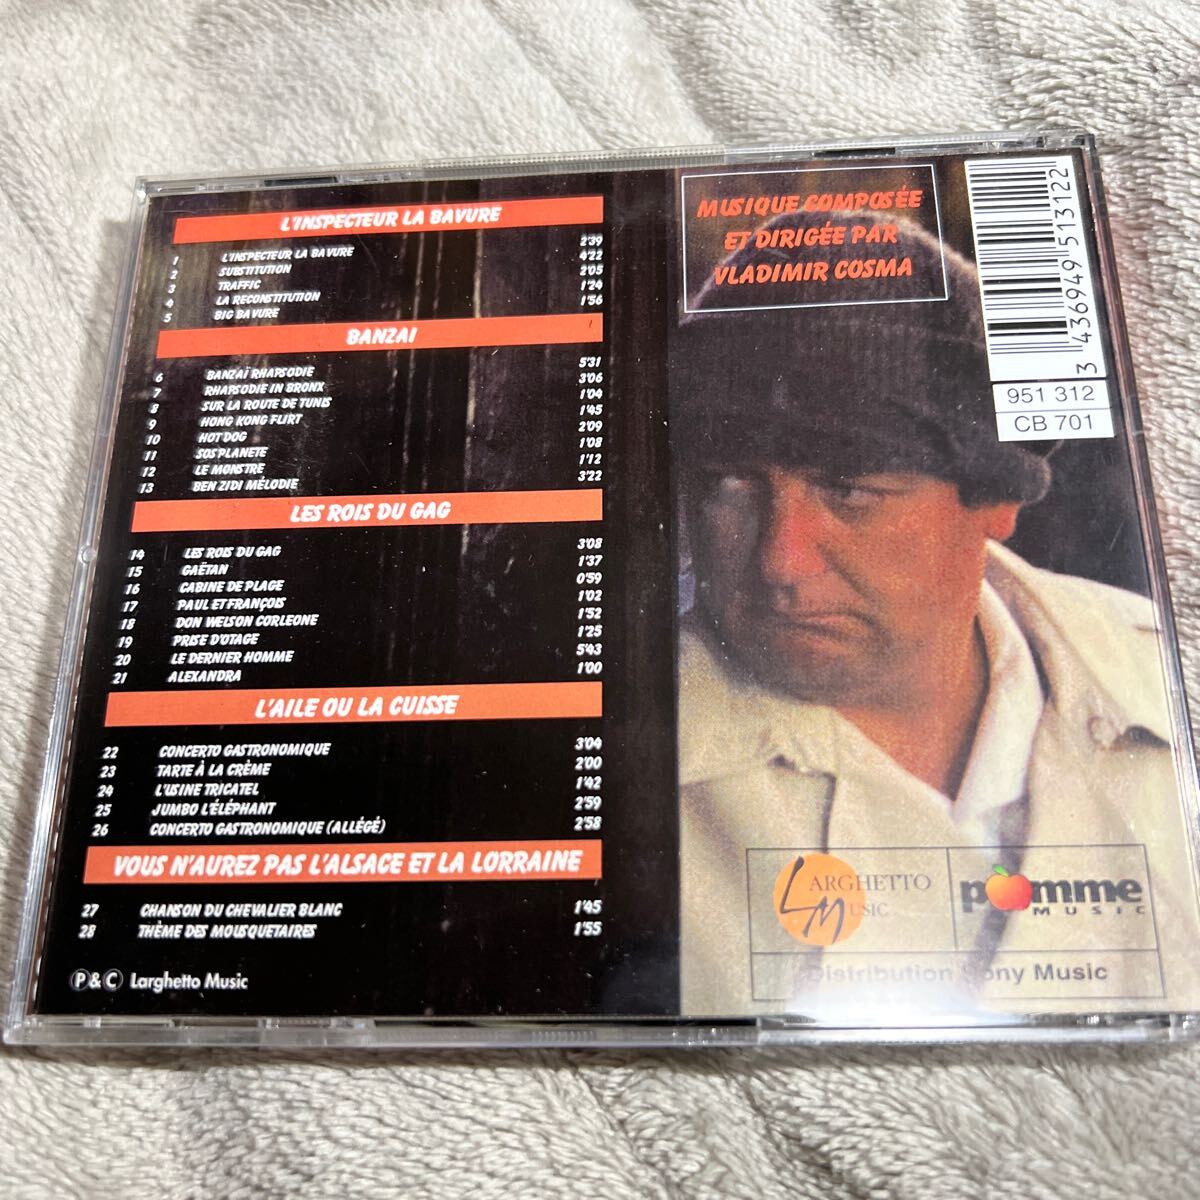 L'INSPECTEUR LA BAVURE
1 L'INSPECTEUR LA BAVURE 2'39
2 SUBSTITUTION 4'22
3 TRAFFIC 2'05
4 LA RECONSTITUTION 1'24
5 BIG BAVURE 1'56
BANZAI
6 BANZAÏ RHAPSODIE 5'31
7 RHAPSODIE IN BRONX 3'06
8 SUR LA ROUTE DE TUNIS 1'04
9 HONG KONG FLIRT 1'45
10 HOT DOG 2'09
11 SOS PLANETE 1'08
12 LE MONSTRE 1'12
13 BEN ZIDI MÉLODIE 3'22
LES ROIS DU GAG
14 LES ROIS DU GAG 3'08
15 GAËTAN 1'37
16 CABINE DE PLAGE 0'59
17 PAUL ET FRANÇOIS 1'02
18 DON WELSON CORLEONE 1'52
19 PRISE D'OTAGE 1'25
20 LE DERNIER HOMME 5'43
21 ALEXANDRA 1'00
L'AILE OU LA CUISSE
22 CONCERTO GASTRONOMIQUE 3'04
23 TARTE À LA CRÈME 2'00
24 L'USINE TRICATEL 1'42
25 JUMBO L'ÉLÉPHANT 2'59
26 CONCERTO GASTRONOMIQUE (ALLÉGÉ) 2'58
VOUS N'AUREZ PAS L'ALSACE ET LA LORRAINE
27 CHANSON DU CHEVALIER BLANC 1'45
28 THÈME DES MOUSQUETAIRES 1'55
P & C Larghetto Music
MUSIQUE COMPOSÉE
ET DIRIGÉE PAR
VLADIMIR COSMA
3 436949 513122
951 312
CB 701
LARGHETTO
MUSIC
pomme
MUSIC
Distribution Sony Music